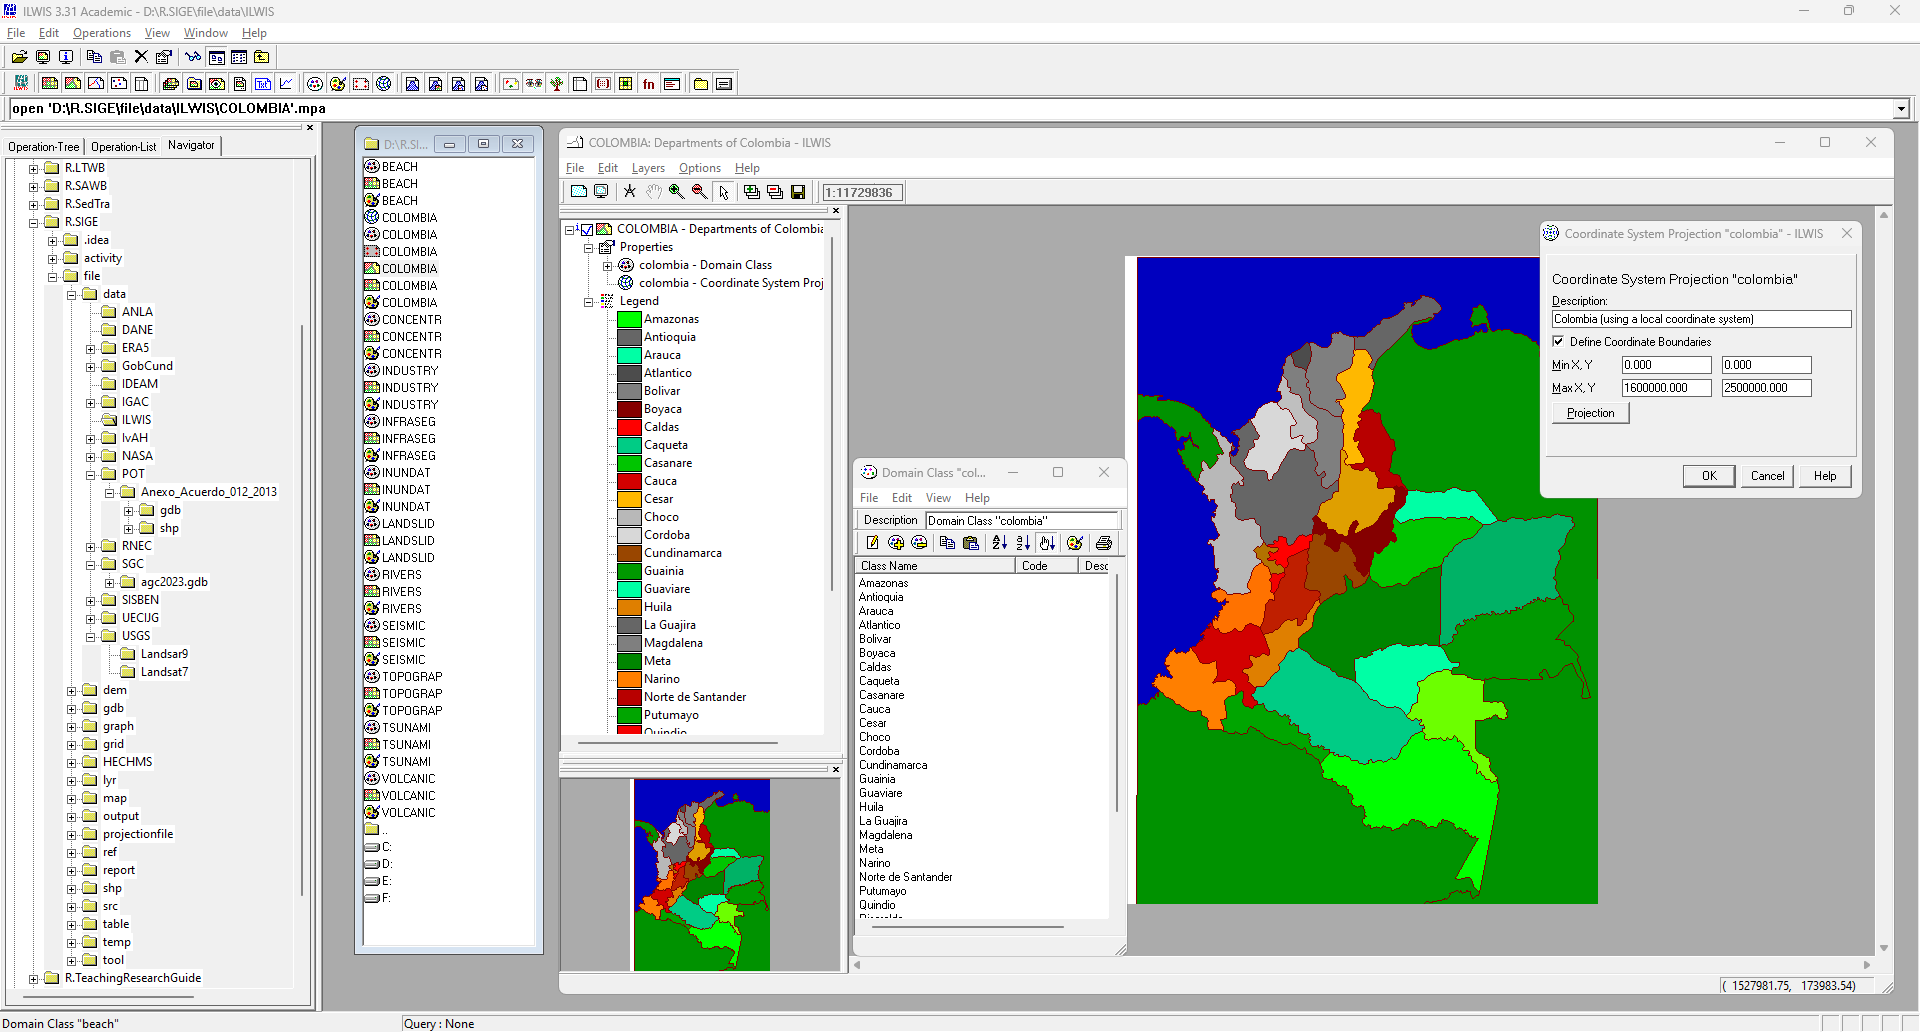 ILWIS 3.31 Academic - D:\R.SIGE\file\data\ILWIS
File Edit Operations View Window Help
open 'D:\R.SIGE\file\data\ILWIS\COLOMBIA'.mpa
Operation-Tree Operation-List Navigator
R.LTWB
R.SAWB
R.SedTra
R.SIGE
.idea
activity
file
data
ANLA
DANE
ERA5
GobCund
IDEAM
IGAC
ILWIS
IvAH
NASA
POT
Anexo_Acuerdo_012_2013
gdb
shp
RNEC
SGC
agc2023.gdb
SISBEN
UECIJG
USGS
Landsar9
Landsat7
dem
gdb
graph
grid
HECHMS
lyr
map
output
projectionfile
ref
report
shp
src
table
temp
tool
R.TeachingResearchGuide
D:\R.SI...
BEACH
BEACH
BEACH
COLOMBIA
COLOMBIA
COLOMBIA
COLOMBIA
COLOMBIA
COLOMBIA
CONCENTR
CONCENTR
CONCENTR
INDUSTRY
INDUSTRY
INDUSTRY
INFRASEG
INFRASEG
INFRASEG
INUNDAT
INUNDAT
INUNDAT
LANDSLID
LANDSLID
LANDSLID
RIVERS
RIVERS
RIVERS
SEISMIC
SEISMIC
SEISMIC
TOPOGRAP
TOPOGRAP
TOPOGRAP
TSUNAMI
TSUNAMI
TSUNAMI
VOLCANIC
VOLCANIC
VOLCANIC
..
C:
D:
E:
F:
COLOMBIA: Departments of Colombia - ILWIS
File Edit Layers Options Help
1:11729836
COLOMBIA - Departments of Colombia
Properties
colombia - Domain Class
colombia - Coordinate System Proj
Legend
Amazonas
Antioquia
Arauca
Atlantico
Bolivar
Boyaca
Caldas
Caqueta
Casanare
Cauca
Cesar
Choco
Cordoba
Cundinamarca
Guainia
Guaviare
Huila
La Guajira
Magdalena
Meta
Narino
Norte de Santander
Putumayo
Quindio
Domain Class "col...
File Edit View Help
Description Domain Class "colombia"
Class Name Code Desc
Amazonas
Antioquia
Arauca
Atlantico
Bolivar
Boyaca
Caldas
Caqueta
Casanare
Cauca
Cesar
Choco
Cordoba
Cundinamarca
Guainia
Guaviare
Huila
La Guajira
Magdalena
Meta
Narino
Norte de Santander
Putumayo
Quindio
Risaralda
Coordinate System Projection "colombia" - ILWIS
Coordinate System Projection "colombia"
Description:
Colombia (using a local coordinate system)
Define Coordinate Boundaries
Min X, Y 0.000 0.000
Max X, Y 1600000.000 2500000.000
Projection
OK Cancel Help
( 1527981.75, 173983.54)
Domain Class "beach"
Query : None